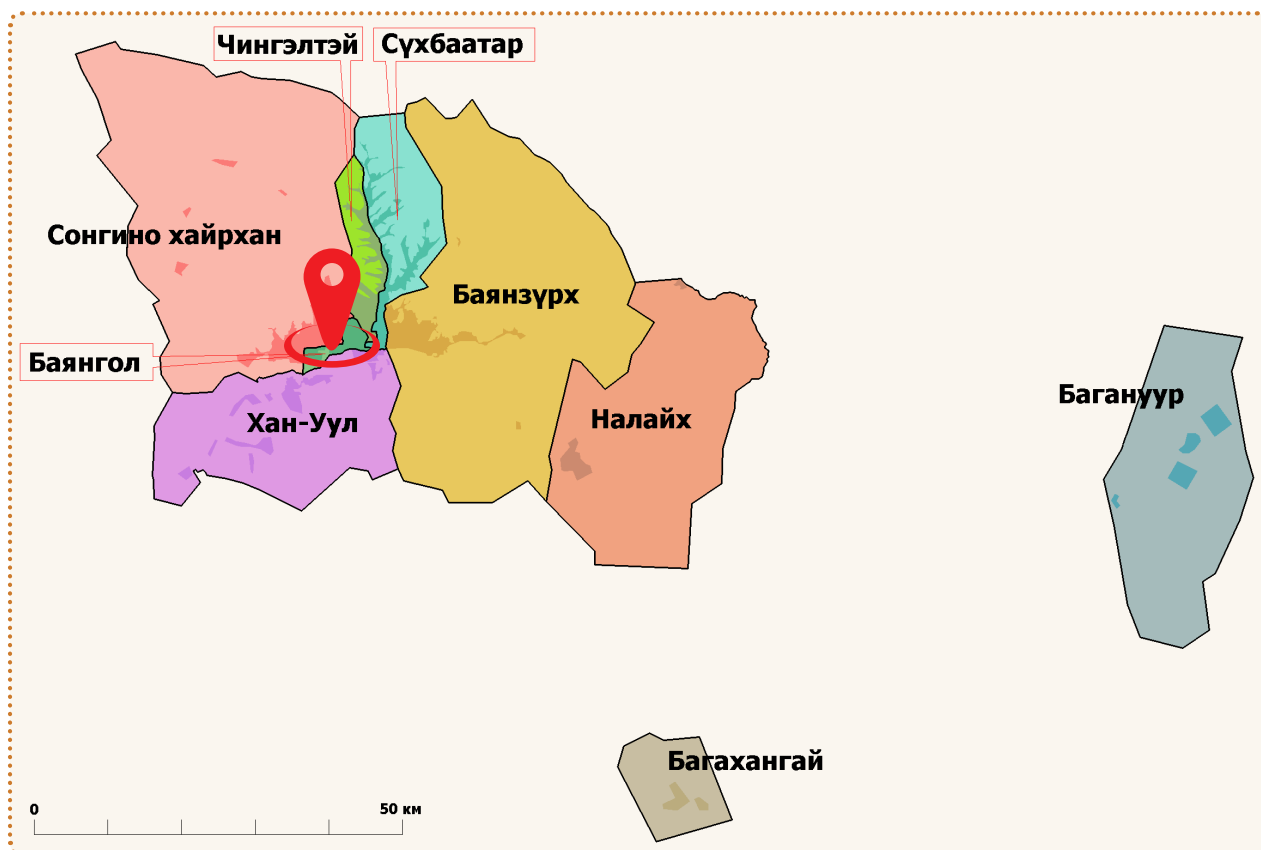 Чингэлтэй
Сүхбаатар
Сонгино хайрхан
Баянзүрх
Баянгол
Багануур
Хан-Уул
Налайх
Багахангай
0
50 км